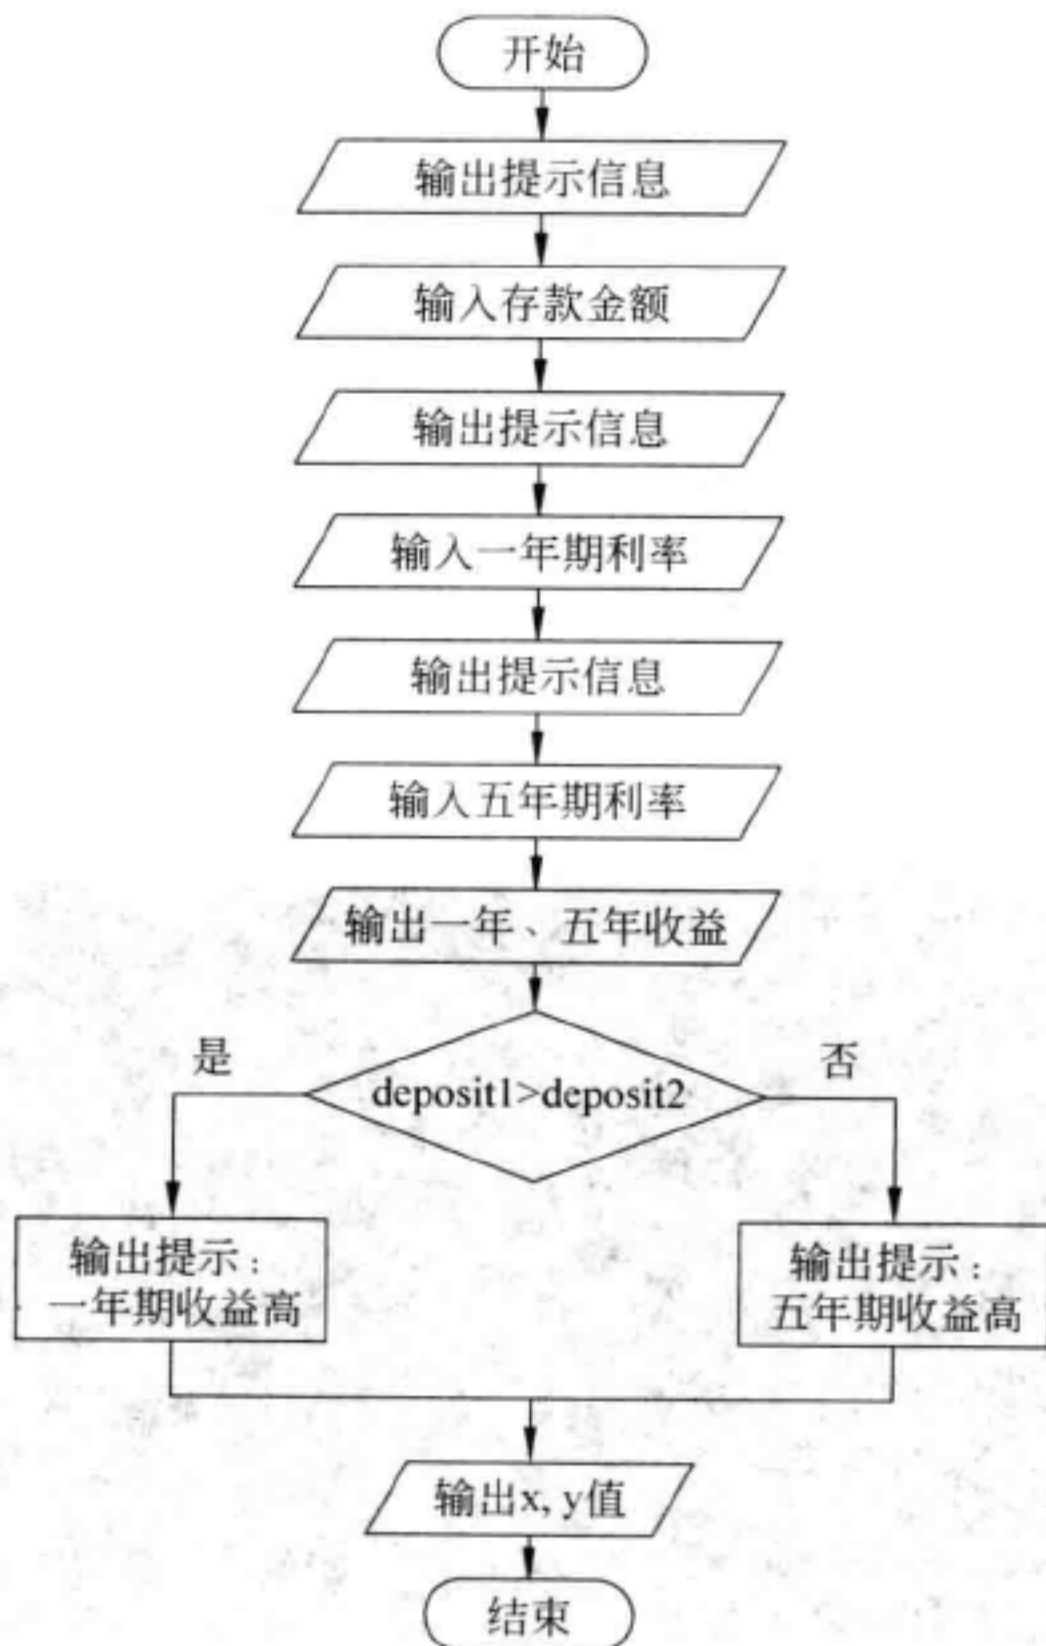 开始
输出提示信息
输入存款金额
输出提示信息
输入一年期利率
输出提示信息
输入五年期利率
输出一年、五年收益
deposit1>deposit2
是
否
输出提示：
一年期收益高
输出提示：
五年期收益高
输出x, y值
结束